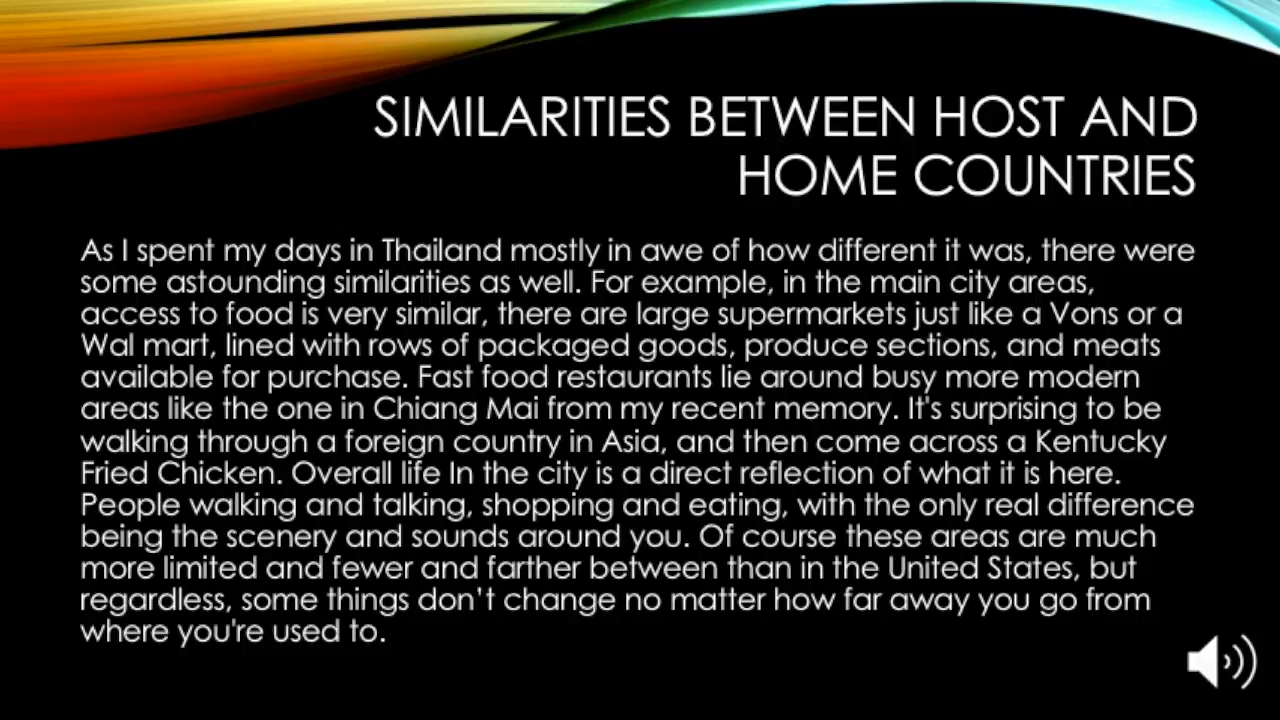 SIMILARITIES BETWEEN HOST AND
HOME COUNTRIES
As I spent my days in Thailand mostly in awe of how different it was, there were
some astounding similarities as well. For example, in the main city areas,
access to food is very similar, there are large supermarkets just like a Vons or a
Wal mart, lined with rows of packaged goods, produce sections, and meats
available for purchase. Fast food restaurants lie around busy more modern
areas like the one in Chiang Mai from my recent memory. It's surprising to be
walking through a foreign country in Asia, and then come across a Kentucky
Fried Chicken. Overall life In the city is a direct reflection of what it is here.
People walking and talking, shopping and eating, with the only real difference
being the scenery and sounds around you. Of course these areas are much
more limited and fewer and farther between than in the United States, but
regardless, some things don’t change no matter how far away you go from
where you're used to.